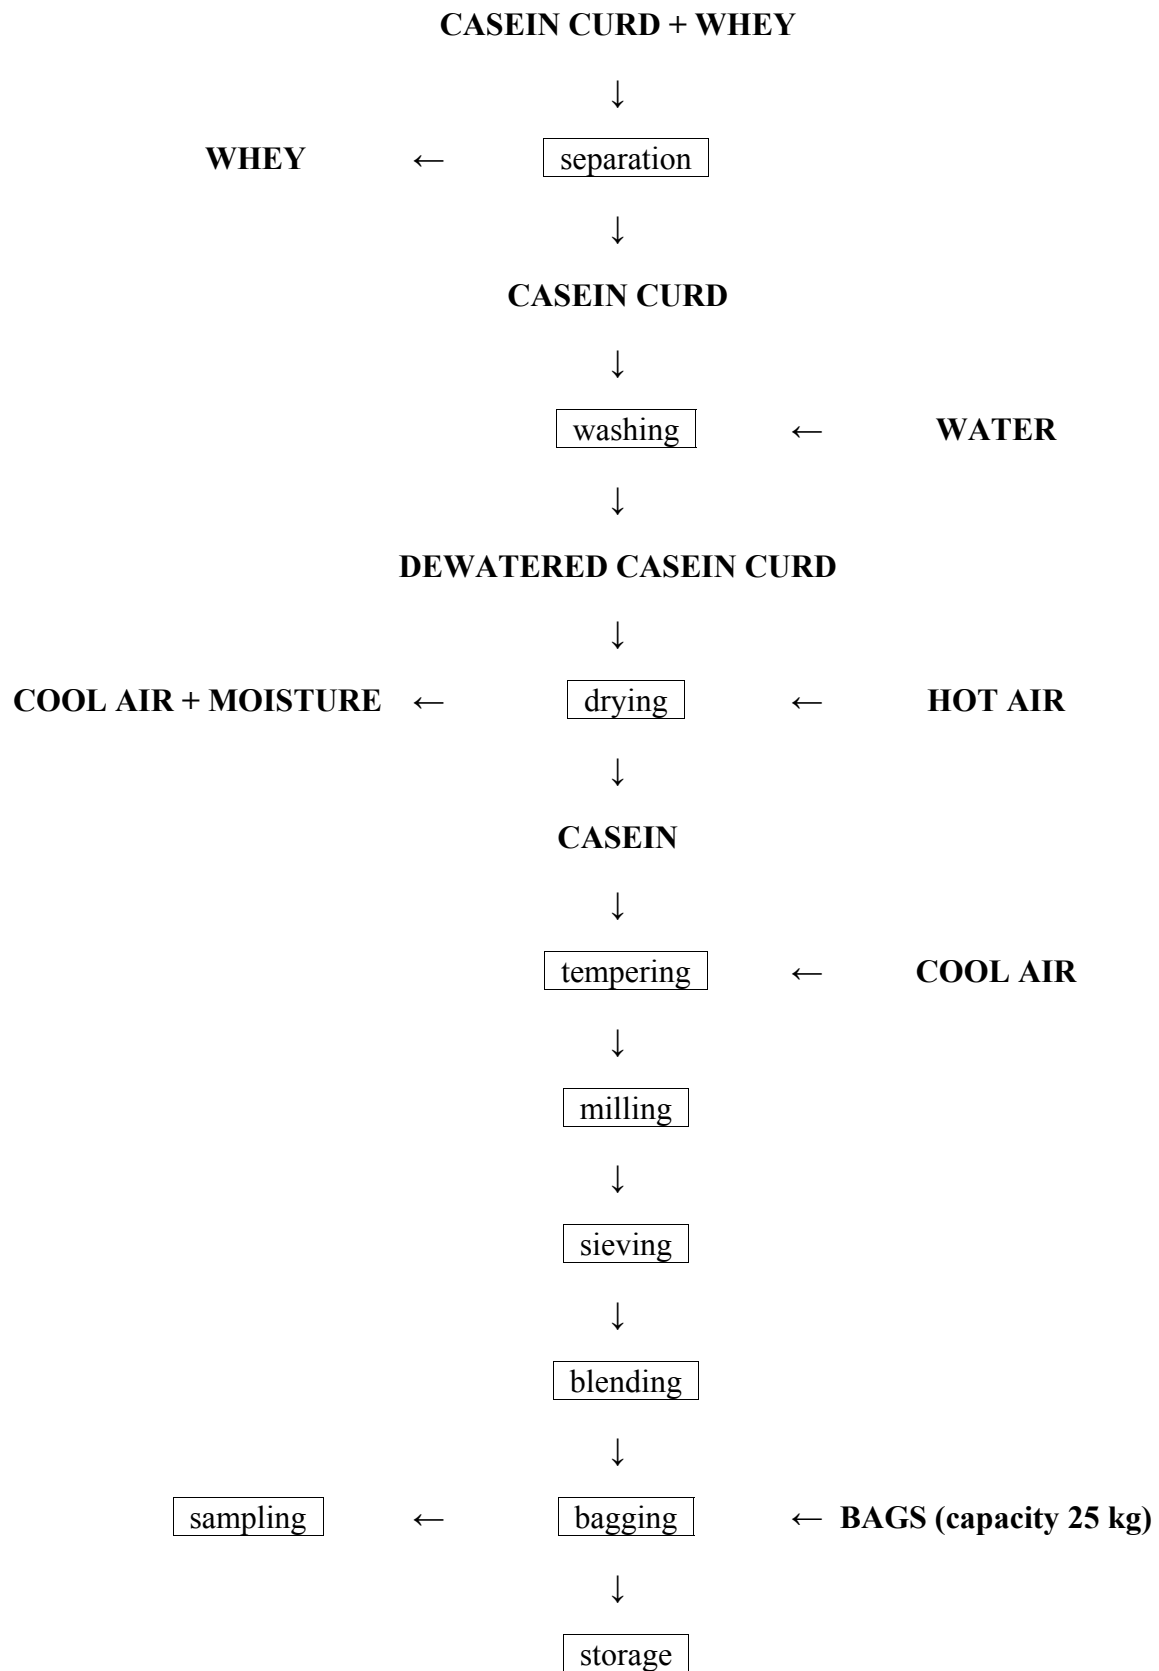 CASEIN CURD + WHEY
↓
WHEY ← separation
↓
CASEIN CURD
↓
washing ← WATER
↓
DEWATERED CASEIN CURD
↓
COOL AIR + MOISTURE ← drying ← HOT AIR
↓
CASEIN
↓
tempering ← COOL AIR
↓
milling
↓
sieving
↓
blending
↓
sampling ← bagging ← BAGS (capacity 25 kg)
↓
storage